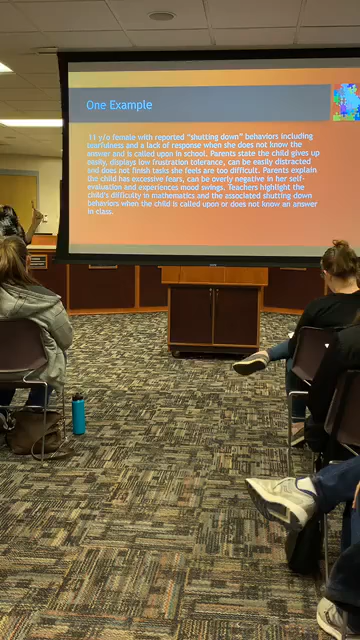 One Example
11 y/o female with reported "shutting down" behaviors including
tearfulness and a lack of response when she does not know the
answer and is called upon in school. Parents state the child gives up
easily, displays low frustration tolerance, can be easily distracted
and does not finish tasks she feels are too difficult. Parents explain
the child has excessive fears, can be overly negative in her self-
evaluation and experiences mood swings. Teachers highlight the
child's difficulty in mathematics and the associated shutting down
behaviors when the child is called upon or does not know an answer
in class.